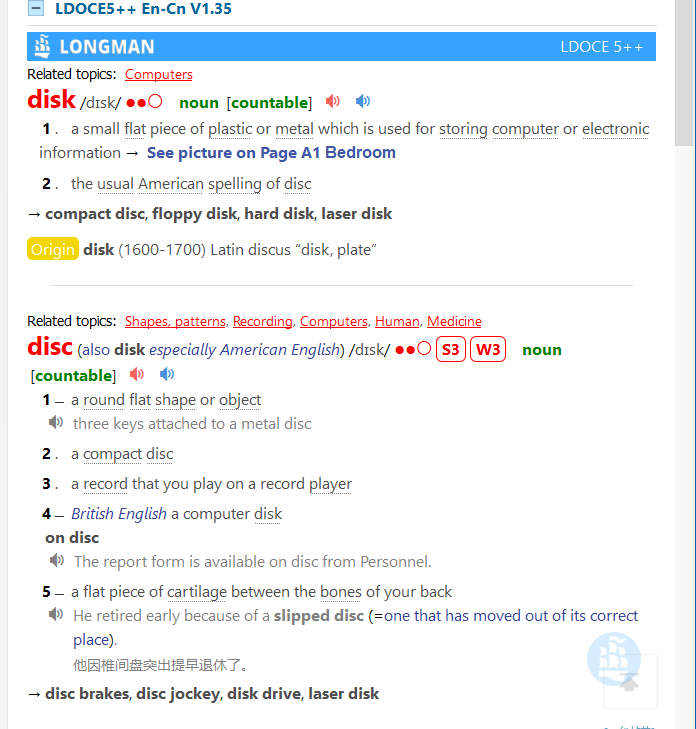 LDOCE5++ En-Cn V1.35
LONGMAN LDOCE 5++
Related topics: Computers
disk /dɪsk/ ●●○ noun [countable]
1 . a small flat piece of plastic or metal which is used for storing computer or electronic
information → See picture on Page A1 Bedroom
2 . the usual American spelling of disc
→ compact disc, floppy disk, hard disk, laser disk
Origin disk (1600-1700) Latin discus “disk, plate”
Related topics: Shapes, patterns, Recording, Computers, Human, Medicine
disc (also disk especially American English) /dɪsk/ ●●○ S3 W3 noun
[countable]
1 – a round flat shape or object
three keys attached to a metal disc
2 . a compact disc
3 . a record that you play on a record player
4 – British English a computer disk
on disc
The report form is available on disc from Personnel.
5 – a flat piece of cartilage between the bones of your back
He retired early because of a slipped disc (=one that has moved out of its correct
place).
他因椎间盘突出提早退休了。
→ disc brakes, disc jockey, disk drive, laser disk